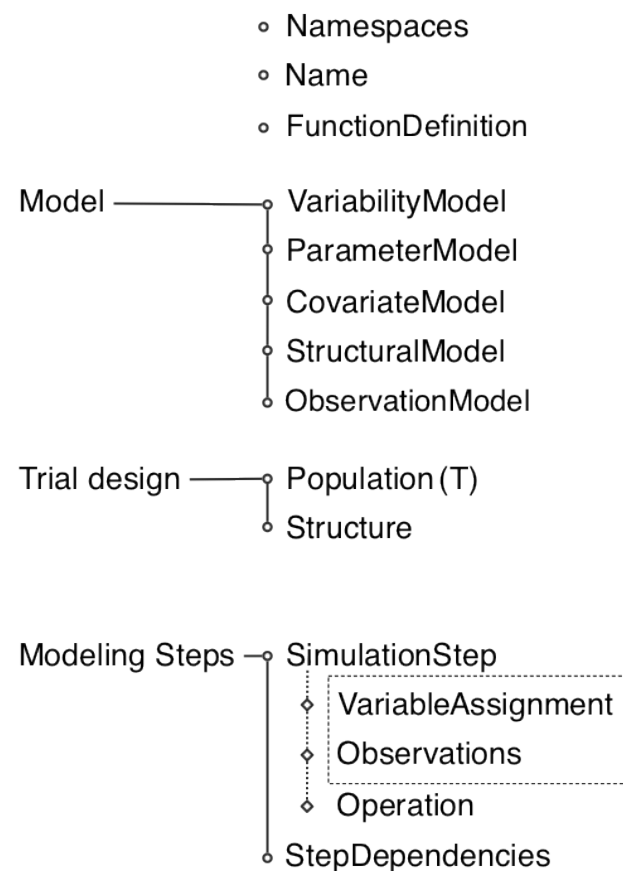 Namespaces
Name
FunctionDefinition
Model VariabilityModel
ParameterModel
CovariateModel
StructuralModel
ObservationModel
Trial design Population (T)
Structure
Modeling Steps SimulationStep
VariableAssignment
Observations
Operation
StepDependencies